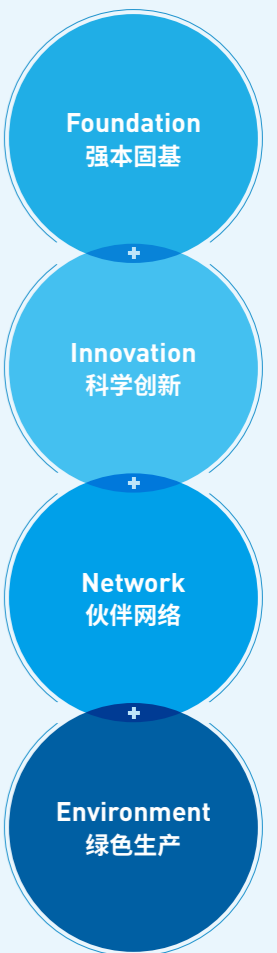 Foundation
强本固基
Innovation
科学创新
Network
伙伴网络
Environment
绿色生产